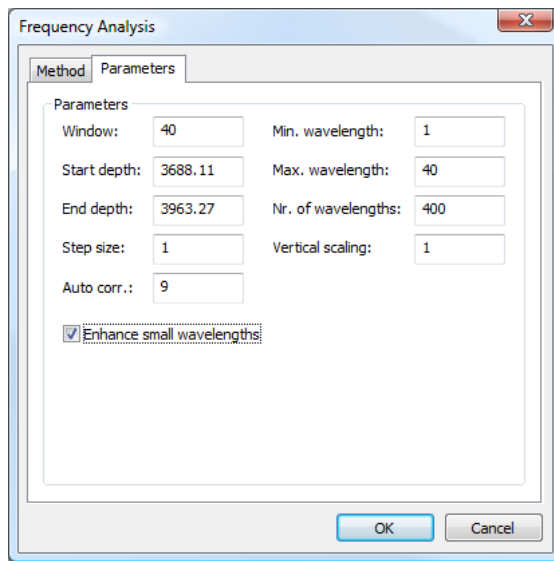 Frequency Analysis
Method Parameters
Parameters
Window: 40 Min. wavelength: 1
Start depth: 3688.11 Max. wavelength: 40
End depth: 3963.27 Nr. of wavelengths: 400
Step size: 1 Vertical scaling: 1
Auto corr.: 9
Enhance small wavelengths
OK Cancel